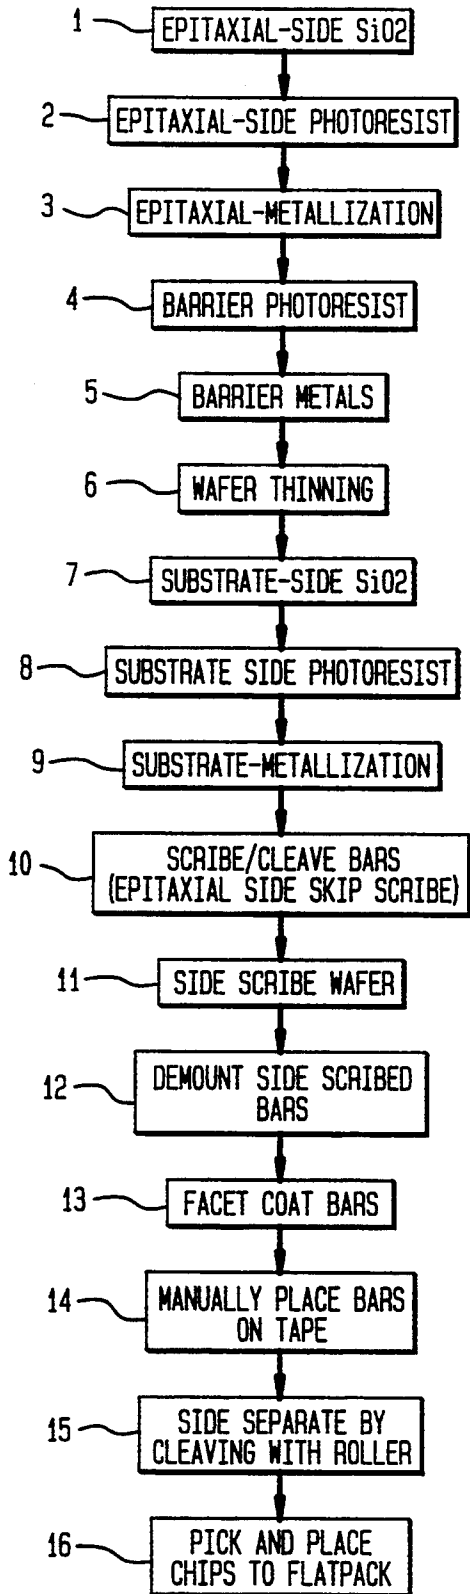 1 EPITAXIAL-SIDE SiO2
2 EPITAXIAL-SIDE PHOTORESIST
3 EPITAXIAL-METALLIZATION
4 BARRIER PHOTORESIST
5 BARRIER METALS
6 WAFER THINNING
7 SUBSTRATE-SIDE SiO2
8 SUBSTRATE SIDE PHOTORESIST
9 SUBSTRATE-METALLIZATION
10 SCRIBE/CLEAVE BARS
(EPITAXIAL SIDE SKIP SCRIBE)
11 SIDE SCRIBE WAFER
12 DEMOUNT SIDE SCRIBED
BARS
13 FACET COAT BARS
14 MANUALLY PLACE BARS
ON TAPE
15 SIDE SEPARATE BY
CLEAVING WITH ROLLER
16 PICK AND PLACE
CHIPS TO FLATPACK